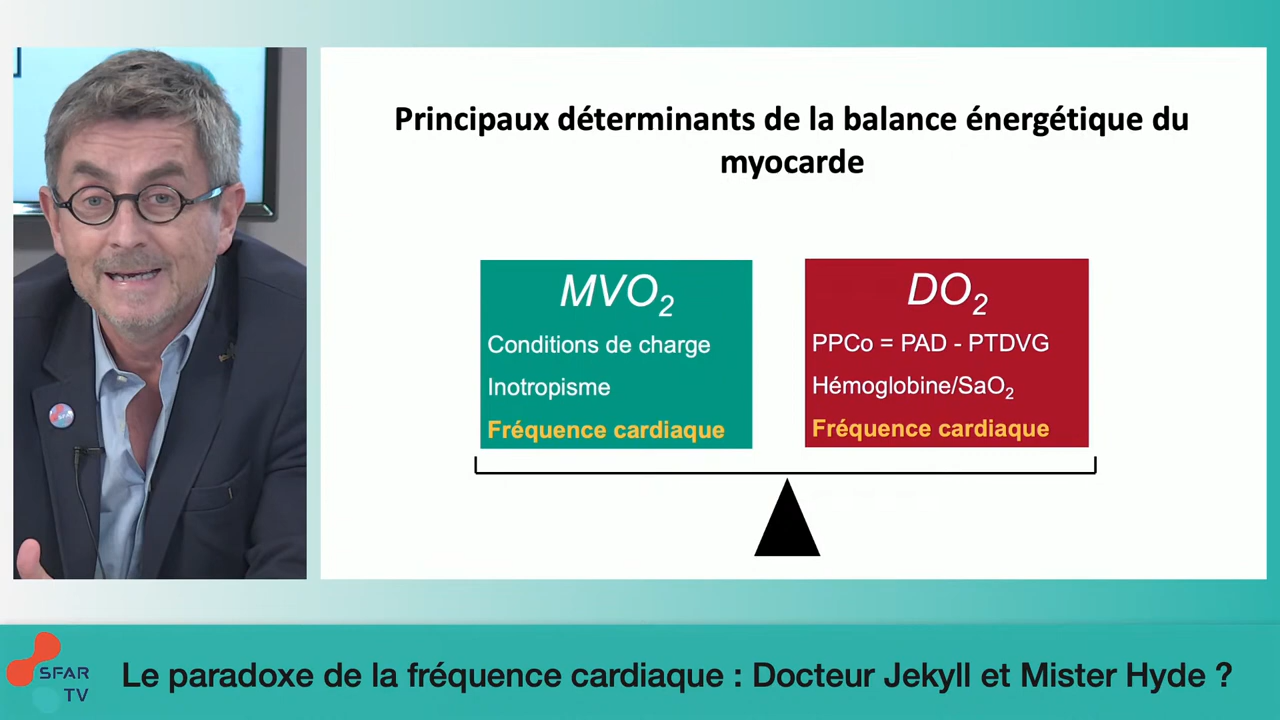 Principaux déterminants de la balance énergétique du
myocarde
MVO₂
Conditions de charge
Inotropisme
Fréquence cardiaque
DO₂
PPCo = PAD - PTDVG
Hémoglobine/SaO₂
Fréquence cardiaque
SFAR
TV
Le paradoxe de la fréquence cardiaque : Docteur Jekyll et Mister Hyde ?